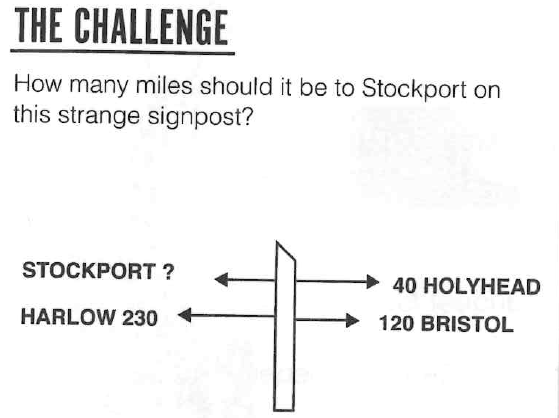 THE CHALLENGE
How many miles should it be to Stockport on
this strange signpost?
STOCKPORT ?
40 HOLYHEAD
HARLOW 230
120 BRISTOL